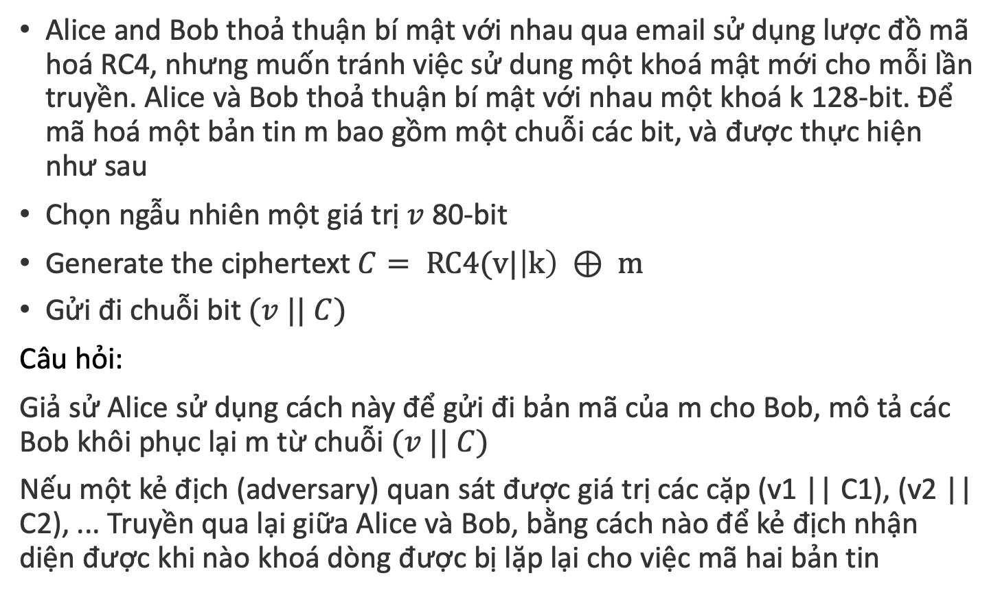 • Alice and Bob thoả thuận bí mật với nhau qua email sử dụng lược đồ mã
hoá RC4, nhưng muốn tránh việc sử dung một khoá mật mới cho mỗi lần
truyền. Alice và Bob thoả thuận bí mật với nhau một khoá k 128-bit. Để
mã hoá một bản tin m bao gồm một chuỗi các bit, và được thực hiện
như sau
• Chọn ngẫu nhiên một giá trị 𝑣 80-bit
• Generate the ciphertext 𝐶 = RC4(v||k) ⊕ m
• Gửi đi chuỗi bit (𝑣 || 𝐶)
Câu hỏi:
Giả sử Alice sử dụng cách này để gửi đi bản mã của m cho Bob, mô tả các
Bob khôi phục lại m từ chuỗi (𝑣 || 𝐶)
Nếu một kẻ địch (adversary) quan sát được giá trị các cặp (v1 || C1), (v2 ||
C2), ... Truyền qua lại giữa Alice và Bob, bằng cách nào để kẻ địch nhận
diện được khi nào khoá dòng được bị lặp lại cho việc mã hai bản tin